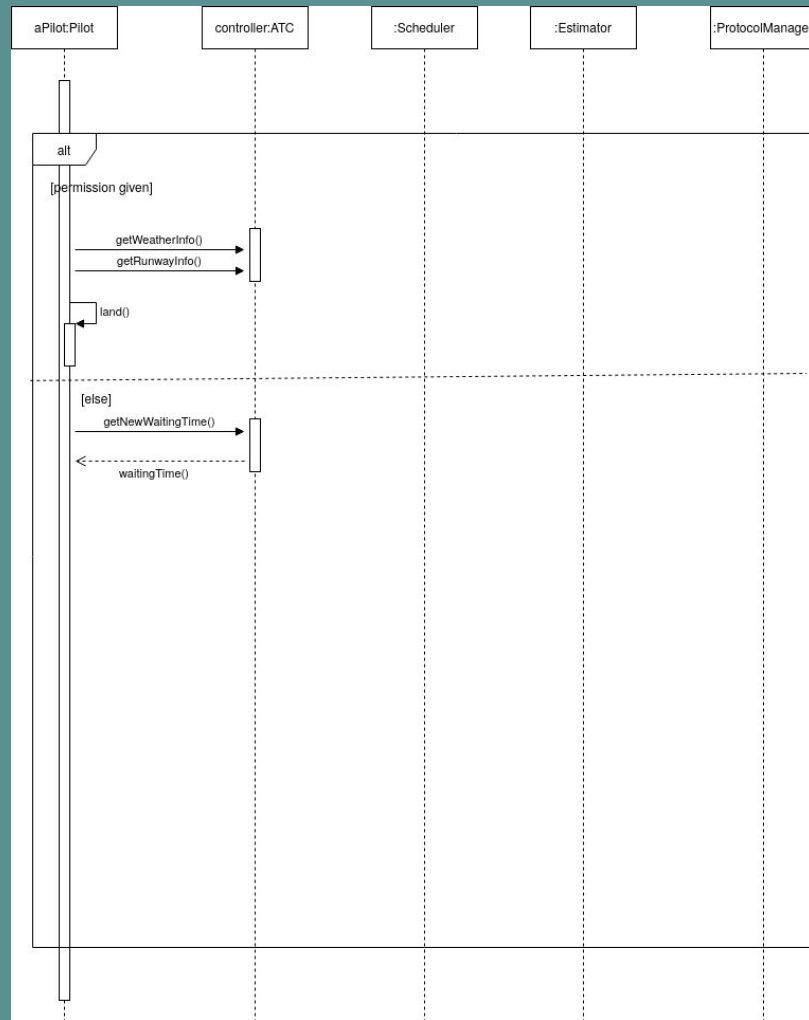 aPilot:Pilot
controller:ATC
:Scheduler
:Estimator
:ProtocolManage
alt
[permission given]
getWeatherInfo()
getRunwayInfo()
land()
[else]
getNewWaitingTime()
waitingTime()